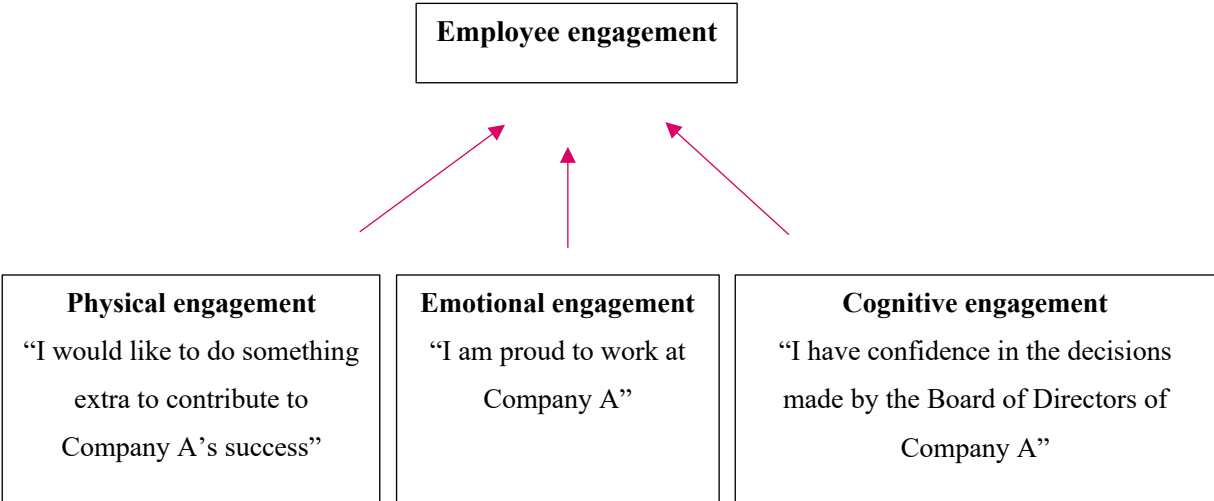 Employee engagement
Physical engagement
“I would like to do something
extra to contribute to
Company A’s success”
Emotional engagement
“I am proud to work at
Company A”
Cognitive engagement
“I have confidence in the decisions
made by the Board of Directors of
Company A”